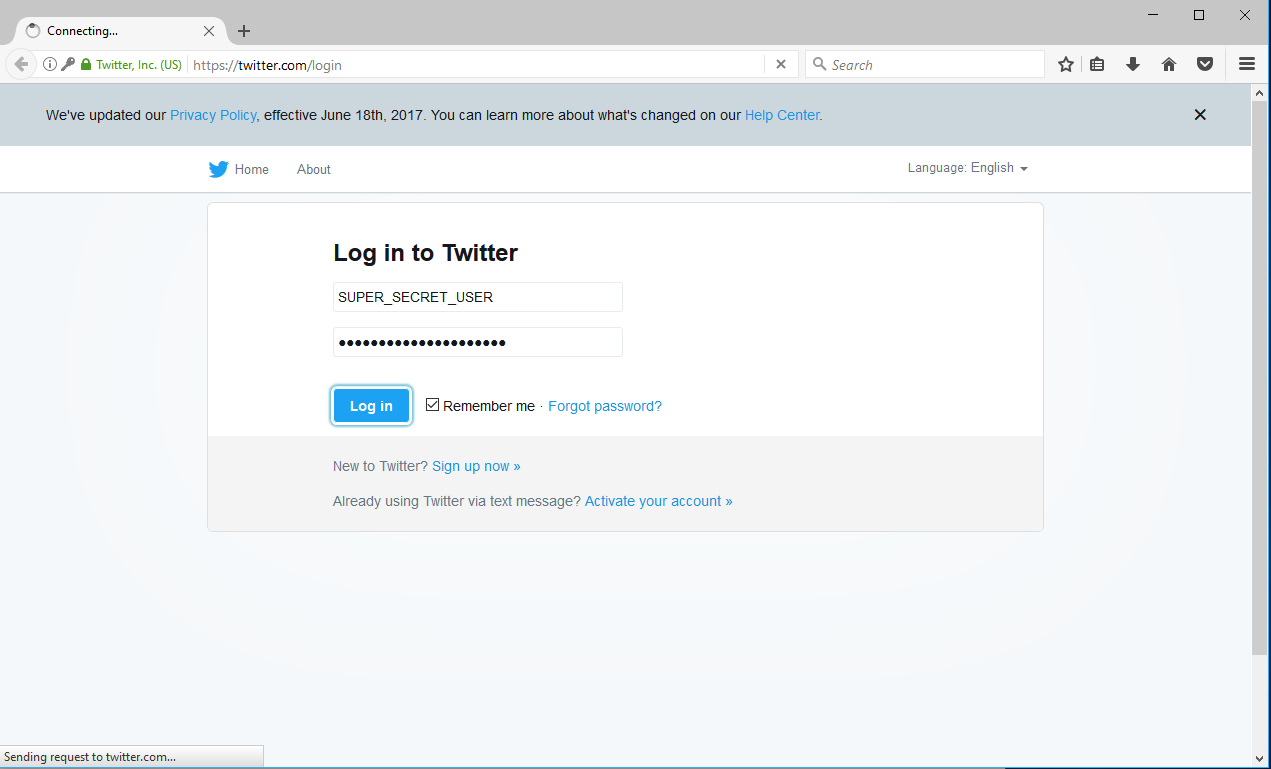 Connecting...
Twitter, Inc. (US) https://twitter.com/login Search
We've updated our Privacy Policy, effective June 18th, 2017. You can learn more about what's changed on our Help Center.
Home About Language: English
Log in to Twitter
SUPER_SECRET_USER
●●●●●●●●●●●●●●●●●●●●●
Log in Remember me · Forgot password?
New to Twitter? Sign up now »
Already using Twitter via text message? Activate your account »
Sending request to twitter.com...